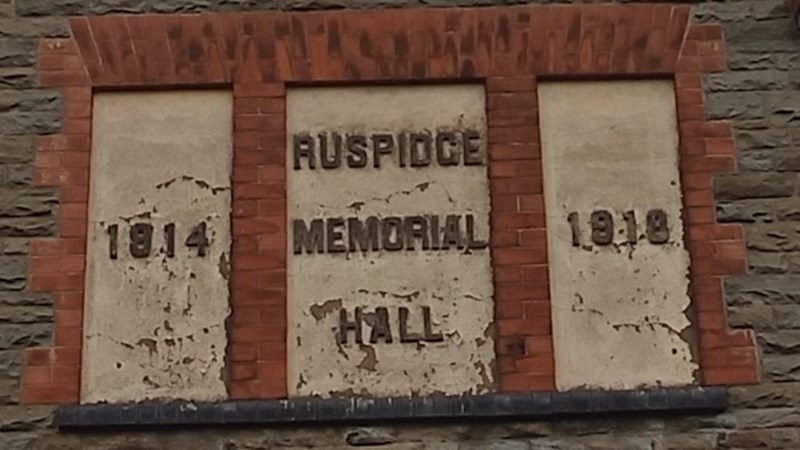 1914
RUSPIDGE
MEMORIAL
HALL
1918